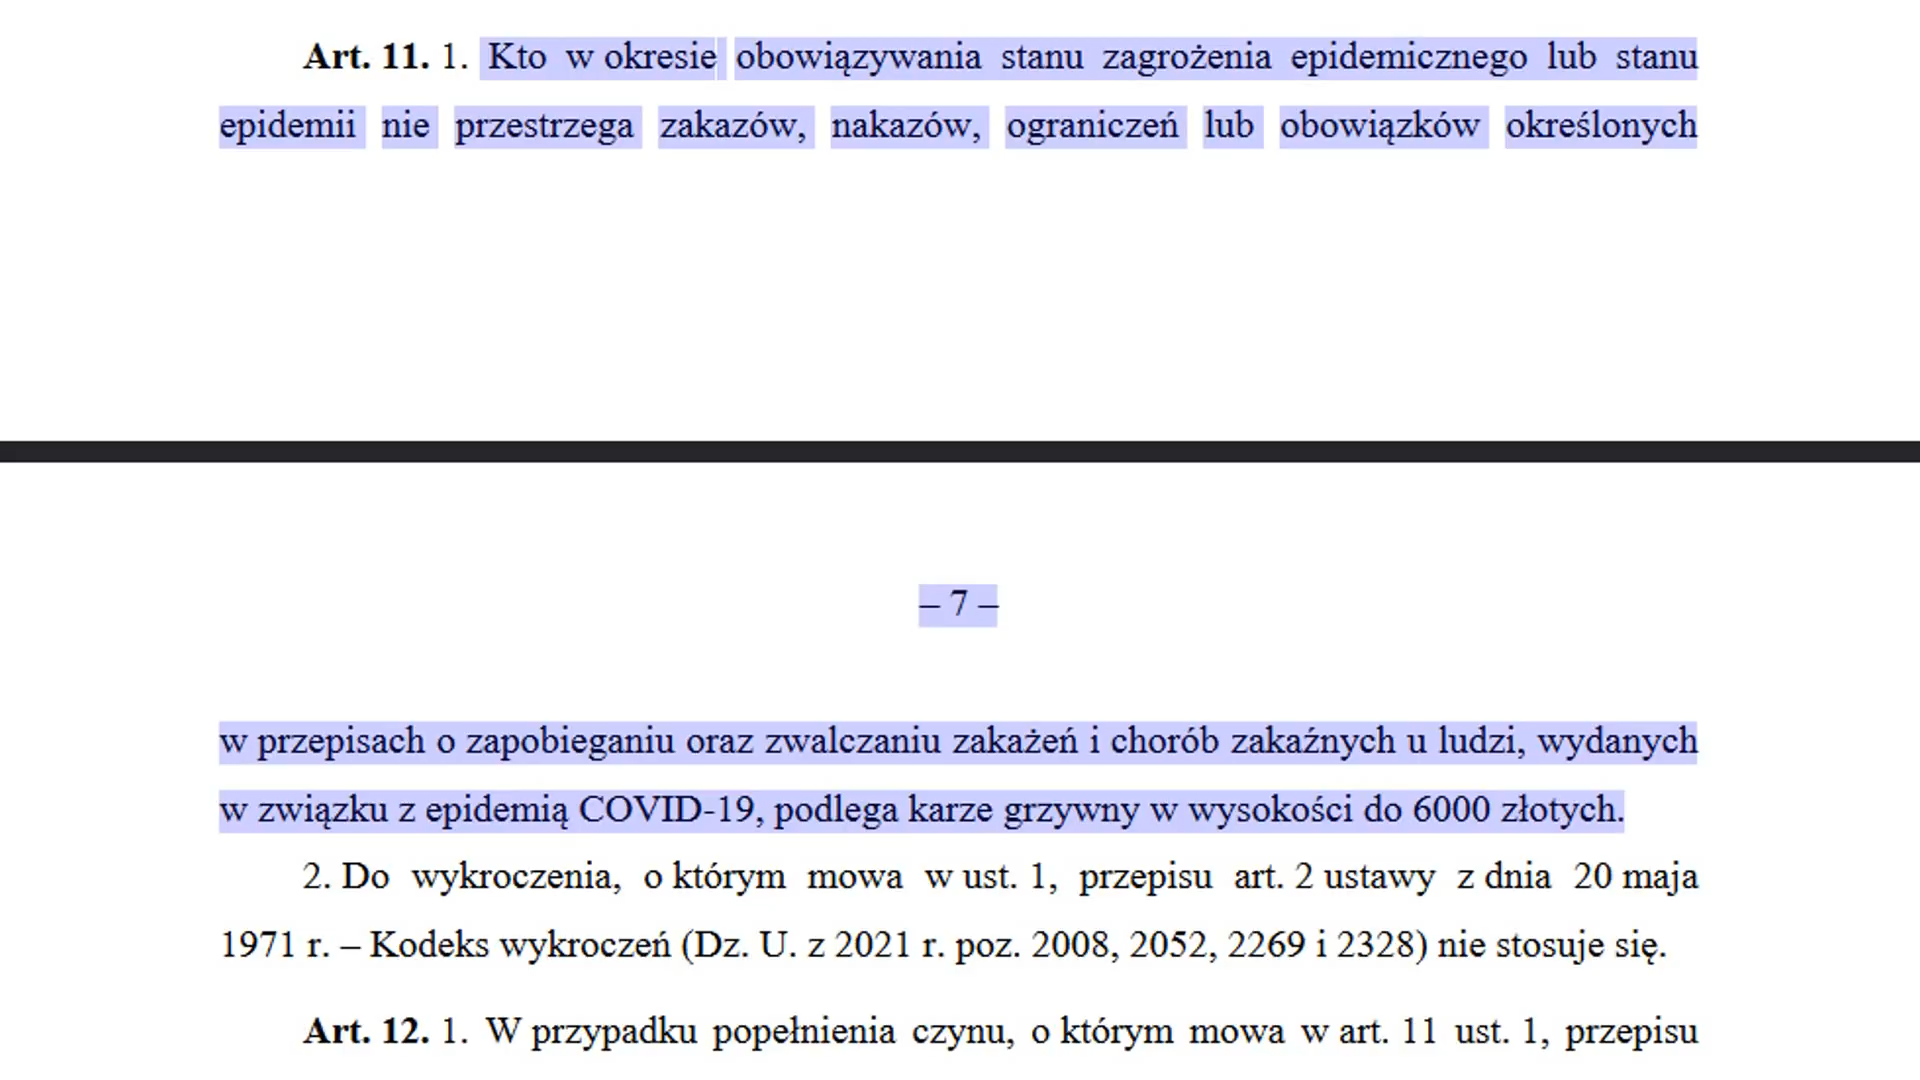 Art. 11. 1. Kto w okresie obowiązywania stanu zagrożenia epidemicznego lub stanu
epidemii nie przestrzega zakazów, nakazów, ograniczeń lub obowiązków określonych
– 7 –
w przepisach o zapobieganiu oraz zwalczaniu zakażeń i chorób zakaźnych u ludzi, wydanych
w związku z epidemią COVID-19, podlega karze grzywny w wysokości do 6000 złotych.
2. Do wykroczenia, o którym mowa w ust. 1, przepisu art. 2 ustawy z dnia 20 maja
1971 r. – Kodeks wykroczeń (Dz. U. z 2021 r. poz. 2008, 2052, 2269 i 2328) nie stosuje się.
Art. 12. 1. W przypadku popełnienia czynu, o którym mowa w art. 11 ust. 1, przepisu